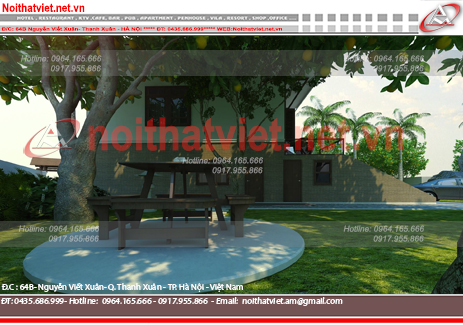 Noithatviet.net.vn
HOTEL . RESTAURANT , KTV.CAFE, BAR , PUB . APARTMENT . PENHOUSE . VILA , RESORT . SHOP .OFFICE ....
Đ/C: 64B Nguyễn Viết Xuân- Thanh Xuân - HÀ NỘI ***** ĐT: 0435.686.999***** WEB:Noithatviet.net.vn
Hotline: 0964.165.666
0917.955.866
Hotline: 0964.165.666
0917.955.866
noithatviet.net.vn
noithatviet.net.vn
Hotline: 0964.165.666
0917.955.866
Hotline: 0964.165.666
0917.955.866
Hotline: 0964.165.666
0917.955.866
Đ.C : 64B- Nguyễn Viết Xuân- Q. Thanh Xuân - TP. Hà Nội - Việt Nam
ĐT: 0435.686.999- Hotline: 0964.165.666 - 0917.955.866 - Email: noithatviet.am@gmail.com